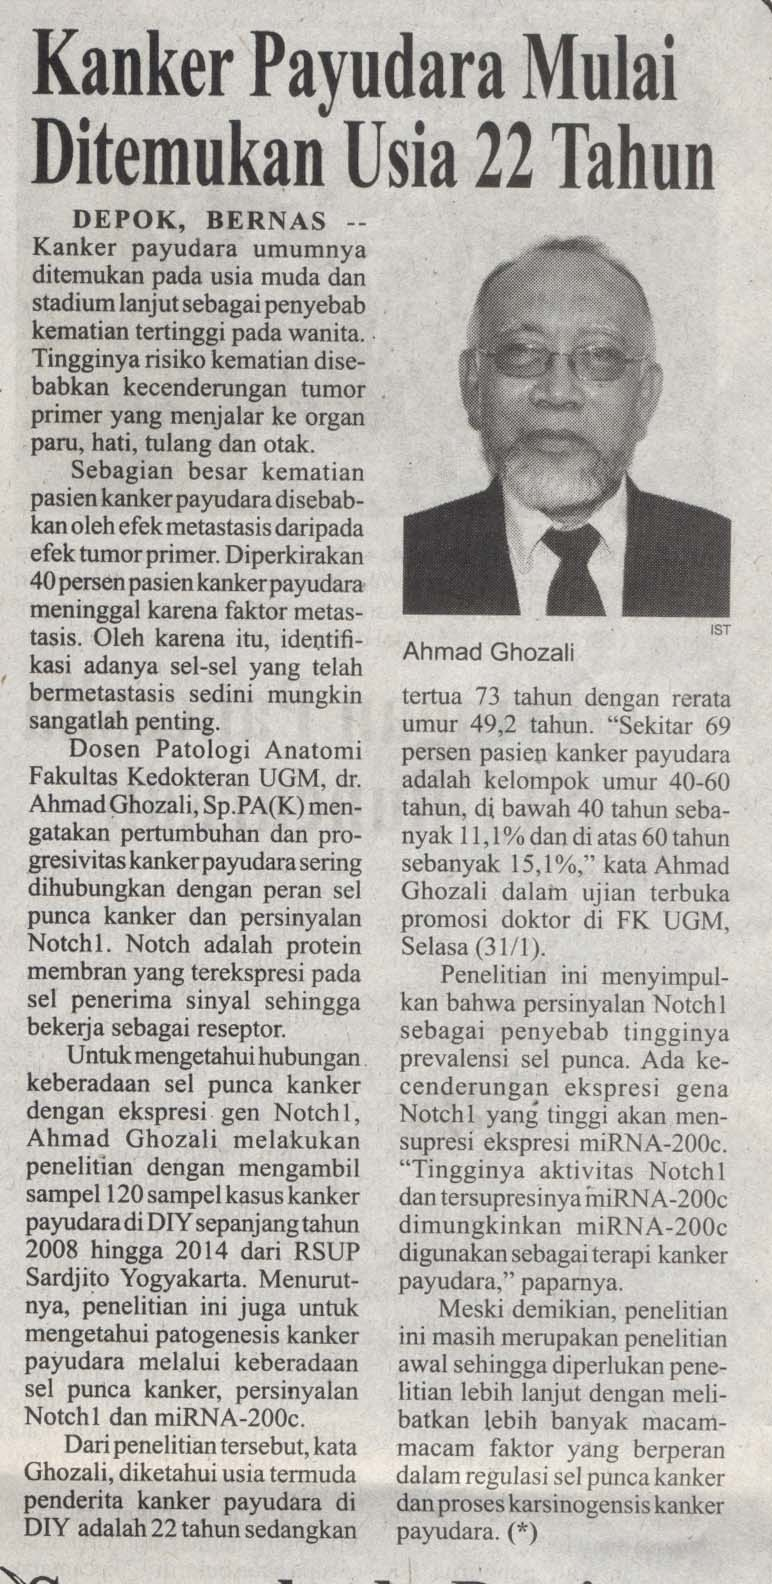 Kanker Payudara Mulai
Ditemukan Usia 22 Tahun
DEPOK, BERNAS --
Kanker payudara umumnya
ditemukan pada usia muda dan
stadium lanjut sebagai penyebab
kematian tertinggi pada wanita.
Tingginya risiko kematian dise-
babkan kecenderungan tumor
primer yang menjalar ke organ
paru, hati, tulang dan otak.
Sebagian besar kematian
pasien kanker payudara disebab-
kan oleh efek metastasis daripada
efek tumor primer. Diperkirakan
40 persen pasien kanker payudara
meninggal karena faktor metas-
tasis. Oleh karena itu, identifi-
kasi adanya sel-sel yang telah
bermetastasis sedini mungkin
sangatlah penting.
Dosen Patologi Anatomi
Fakultas Kedokteran UGM, dr.
Ahmad Ghozali, Sp.PA(K) men-
gatakan pertumbuhan dan pro-
gresivitas kanker payudara sering
dihubungkan dengan peran sel
punca kanker dan persinyalan
Notch1. Notch adalah protein
membran yang terekspresi pada
sel penerima sinyal sehingga
bekerja sebagai reseptor.
Untuk mengetahui hubungan
keberadaan sel punca kanker
dengan ekspresi gen Notch1,
Ahmad Ghozali melakukan
penelitian dengan mengambil
sampel 120 sampel kasus kanker
payudara di DIY sepanjang tahun
2008 hingga 2014 dari RSUP
Sardjito Yogyakarta. Menurut-
nya, penelitian ini juga untuk
mengetahui patogenesis kanker
payudara melalui keberadaan
sel punca kanker, persinyalan
Notch1 dan miRNA-200c.
Dari penelitian tersebut, kata
Ghozali, diketahui usia termuda
penderita kanker payudara di
DIY adalah 22 tahun sedangkan
IST
Ahmad Ghozali
tertua 73 tahun dengan rerata
umur 49,2 tahun. “Sekitar 69
persen pasien kanker payudara
adalah kelompok umur 40-60
tahun, di bawah 40 tahun seba-
nyak 11,1% dan di atas 60 tahun
sebanyak 15,1%,” kata Ahmad
Ghozali dalam ujian terbuka
promosi doktor di FK UGM,
Selasa (31/1).
Penelitian ini menyimpul-
kan bahwa persinyalan Notch1
sebagai penyebab tingginya
prevalensi sel punca. Ada ke-
cenderungan ekspresi gena
Notch1 yang tinggi akan men-
supresi ekspresi miRNA-200c.
“Tingginya aktivitas Notch1
dan tersupresinya miRNA-200c
dimungkinkan miRNA-200c
digunakan sebagai terapi kanker
payudara,” paparnya.
Meski demikian, penelitian
ini masih merupakan penelitian
awal sehingga diperlukan pene-
litian lebih lanjut dengan meli-
batkan lebih banyak macam-
macam faktor yang berperan
dalam regulasi sel punca kanker
dan proses karsinogensis kanker
payudara. (*)